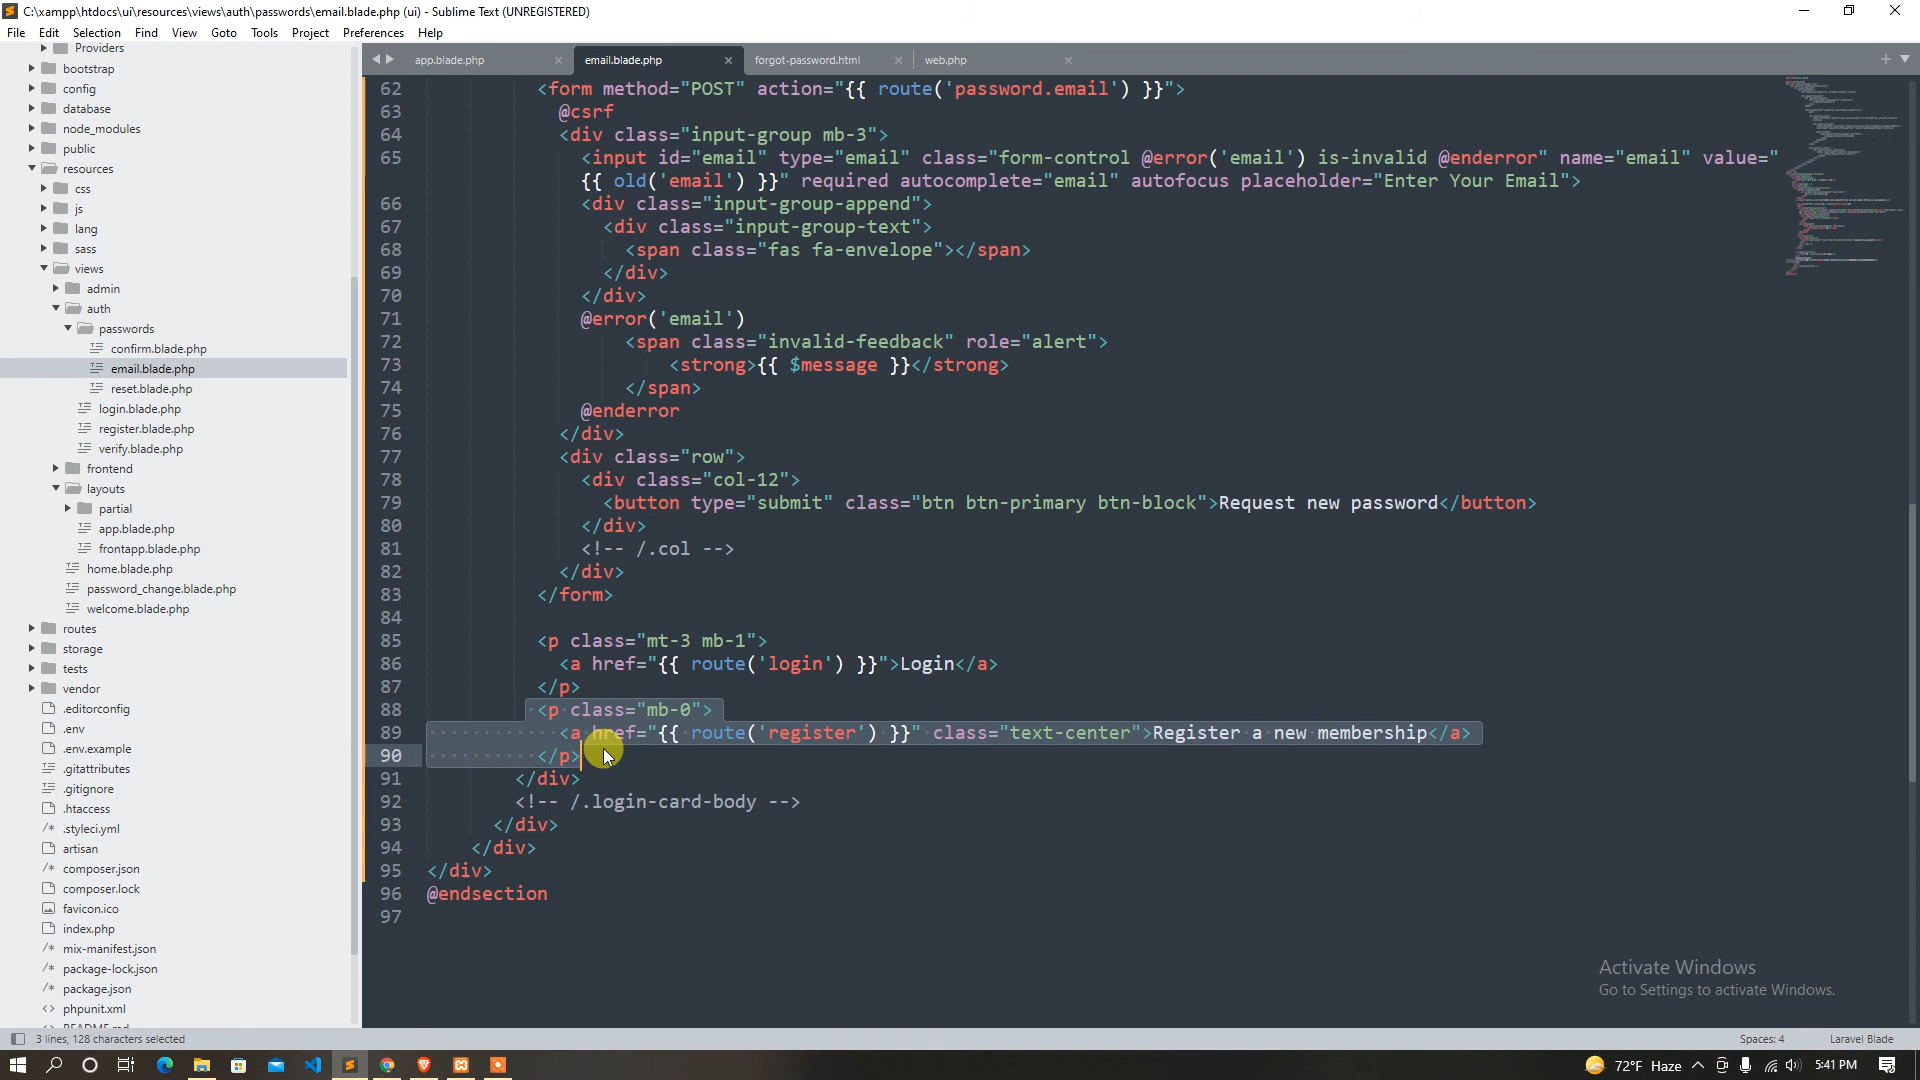 C:\xampp\htdocs\ui\resources\views\auth\passwords\email.blade.php (ui) - Sublime Text (UNREGISTERED)
File Edit Selection Find View Goto Tools Project Preferences Help
Providers
bootstrap
config
database
node_modules
public
resources
css
js
lang
sass
views
admin
auth
passwords
confirm.blade.php
email.blade.php
reset.blade.php
login.blade.php
register.blade.php
verify.blade.php
frontend
layouts
partial
app.blade.php
frontapp.blade.php
home.blade.php
password_change.blade.php
welcome.blade.php
routes
storage
tests
vendor
.editorconfig
.env
.env.example
.gitattributes
.gitignore
.htaccess
.styleci.yml
artisan
composer.json
composer.lock
favicon.ico
index.php
mix-manifest.json
package-lock.json
package.json
phpunit.xml
app.blade.php email.blade.php forgot-password.html web.php
62 <form method="POST" action="{{ route('password.email') }}">
63 @csrf
64 <div class="input-group mb-3">
65 <input id="email" type="email" class="form-control @error('email') is-invalid @enderror" name="email" value="
{{ old('email') }}" required autocomplete="email" autofocus placeholder="Enter Your Email">
66 <div class="input-group-append">
67 <div class="input-group-text">
68 <span class="fas fa-envelope"></span>
69 </div>
70 </div>
71 @error('email')
72 <span class="invalid-feedback" role="alert">
73 <strong>{{ $message }}</strong>
74 </span>
75 @enderror
76 </div>
77 <div class="row">
78 <div class="col-12">
79 <button type="submit" class="btn btn-primary btn-block">Request new password</button>
80 </div>
81 <!-- /.col -->
82 </div>
83 </form>
84
85 <p class="mt-3 mb-1">
86 <a href="{{ route('login') }}">Login</a>
87 </p>
88 <p class="mb-0">
89 <a href="{{ route('register') }}" class="text-center">Register a new membership</a>
90 </p>
91 </div>
92 <!-- /.login-card-body -->
93 </div>
94 </div>
95 </div>
96 @endsection
97
Activate Windows
Go to Settings to activate Windows.
3 lines, 128 characters selected Spaces: 4 Laravel Blade
72°F Haze 5:41 PM